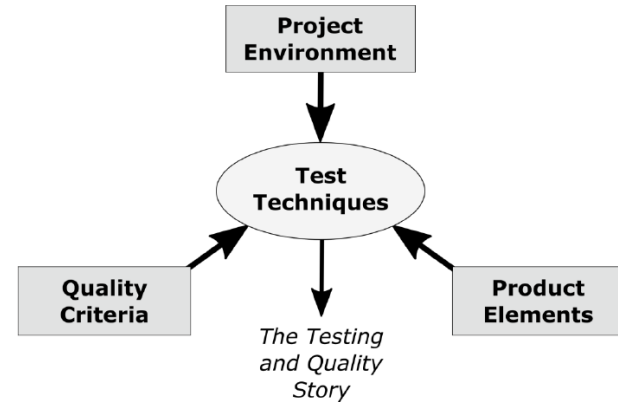 Project
Environment
Test
Techniques
Quality
Criteria
Product
Elements
The Testing
and Quality
Story